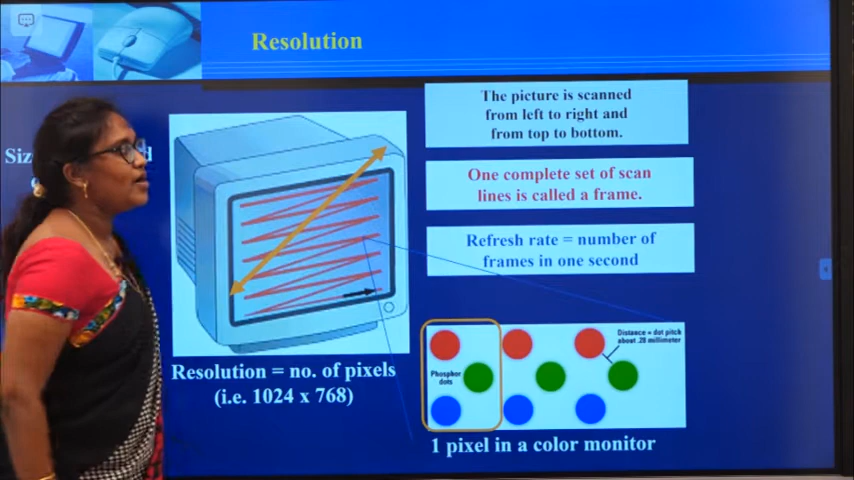 Resolution
The picture is scanned
from left to right and
from top to bottom.
One complete set of scan
lines is called a frame.
Refresh rate = number of
frames in one second
Distance = dot pitch
about .28 millimeter
Phosphor
dots
Resolution = no. of pixels
(i.e. 1024 x 768)
1 pixel in a color monitor